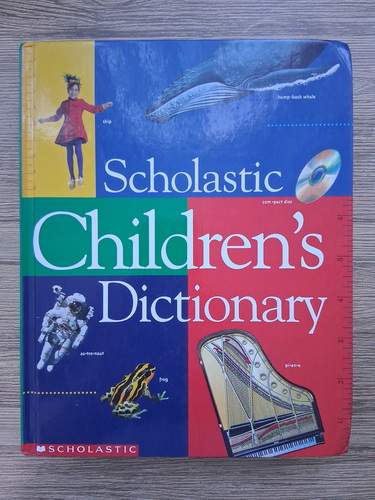 skip
hump•back whale
Scholastic
com•pact disc
Children's
Dictionary
as•tro•naut
frog
pi•an•o
SCHOLASTIC